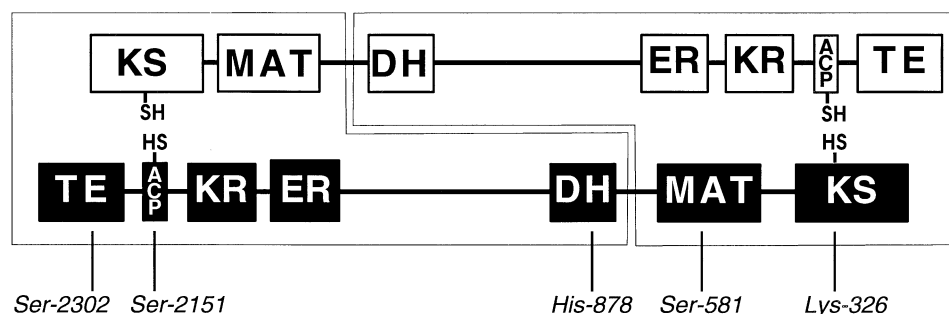 KS MAT DH ER KR ACP TE
SH SH
HS HS
TE ACP KR ER DH MAT KS
Ser-2302 Ser-2151 His-878 Ser-581 Lys-326